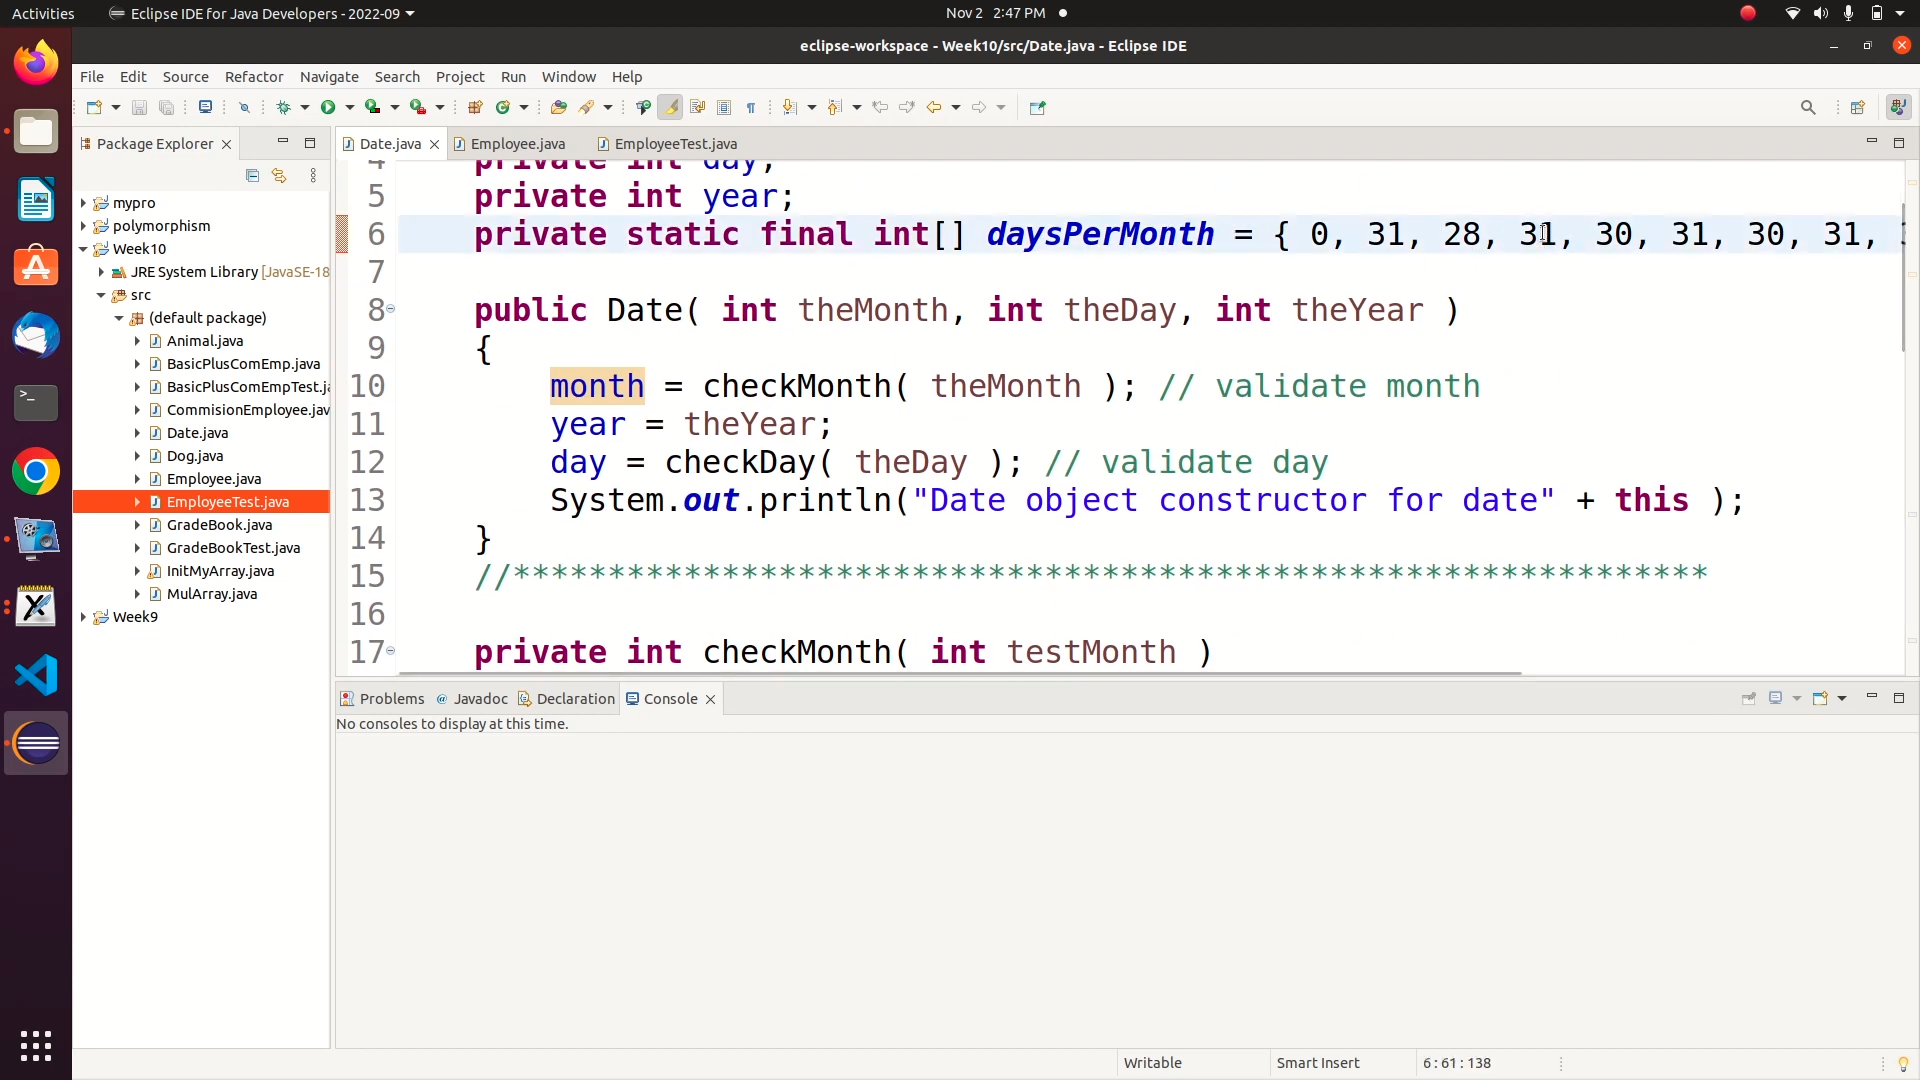 Activities Eclipse IDE for Java Developers - 2022-09 Nov 2 2:47 PM
eclipse-workspace - Week10/src/Date.java - Eclipse IDE
File Edit Source Refactor Navigate Search Project Run Window Help
Package Explorer Date.java Employee.java EmployeeTest.java
mypro
polymorphism
Week10
JRE System Library [JavaSE-18
src
(default package)
Animal.java
BasicPlusComEmp.java
BasicPlusComEmpTest.ja
CommisionEmployee.jav
Date.java
Dog.java
Employee.java
EmployeeTest.java
GradeBook.java
GradeBookTest.java
InitMyArray.java
MulArray.java
Week9
4 private int day;
5 private int year;
6 private static final int[] daysPerMonth = { 0, 31, 28, 31, 30, 31, 30, 31,
7
8 public Date( int theMonth, int theDay, int theYear )
9 {
10 month = checkMonth( theMonth ); // validate month
11 year = theYear;
12 day = checkDay( theDay ); // validate day
13 System.out.println("Date object constructor for date" + this );
14 }
15 //***************************************************************
16
17 private int checkMonth( int testMonth )
Problems Javadoc Declaration Console
No consoles to display at this time.
Writable Smart Insert 6 : 61 : 138